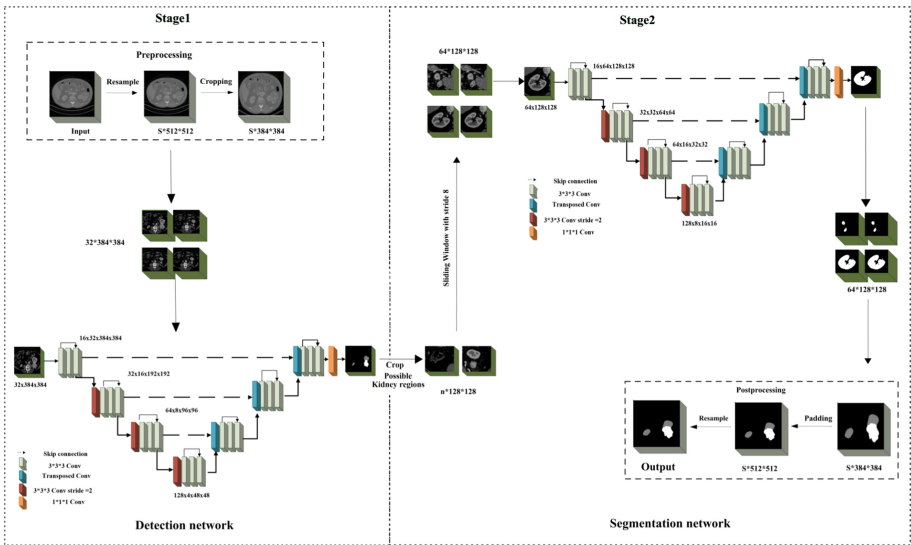 Stage1
Preprocessing
Resample
Cropping
Input
S*512*512
S*384*384
32*384*384
32x384x384
16x32x384x384
32x16x192x192
64x8x96x96
128x4x48x48
Skip connection
3*3*3 Conv
Transposed Conv
3*3*3 Conv stride =2
1*1*1 Conv
Detection network
Crop
Possible
Kidney regions
n*128*128
Sliding Window with stride 8
Stage2
64*128*128
64x128x128
16x64x128x128
32x32x64x64
64x16x32x32
128x8x16x16
Skip connection
3*3*3 Conv
Transposed Conv
3*3*3 Conv stride =2
1*1*1 Conv
64*128*128
Postprocessing
Resample
Padding
Output
S*512*512
S*384*384
Segmentation network